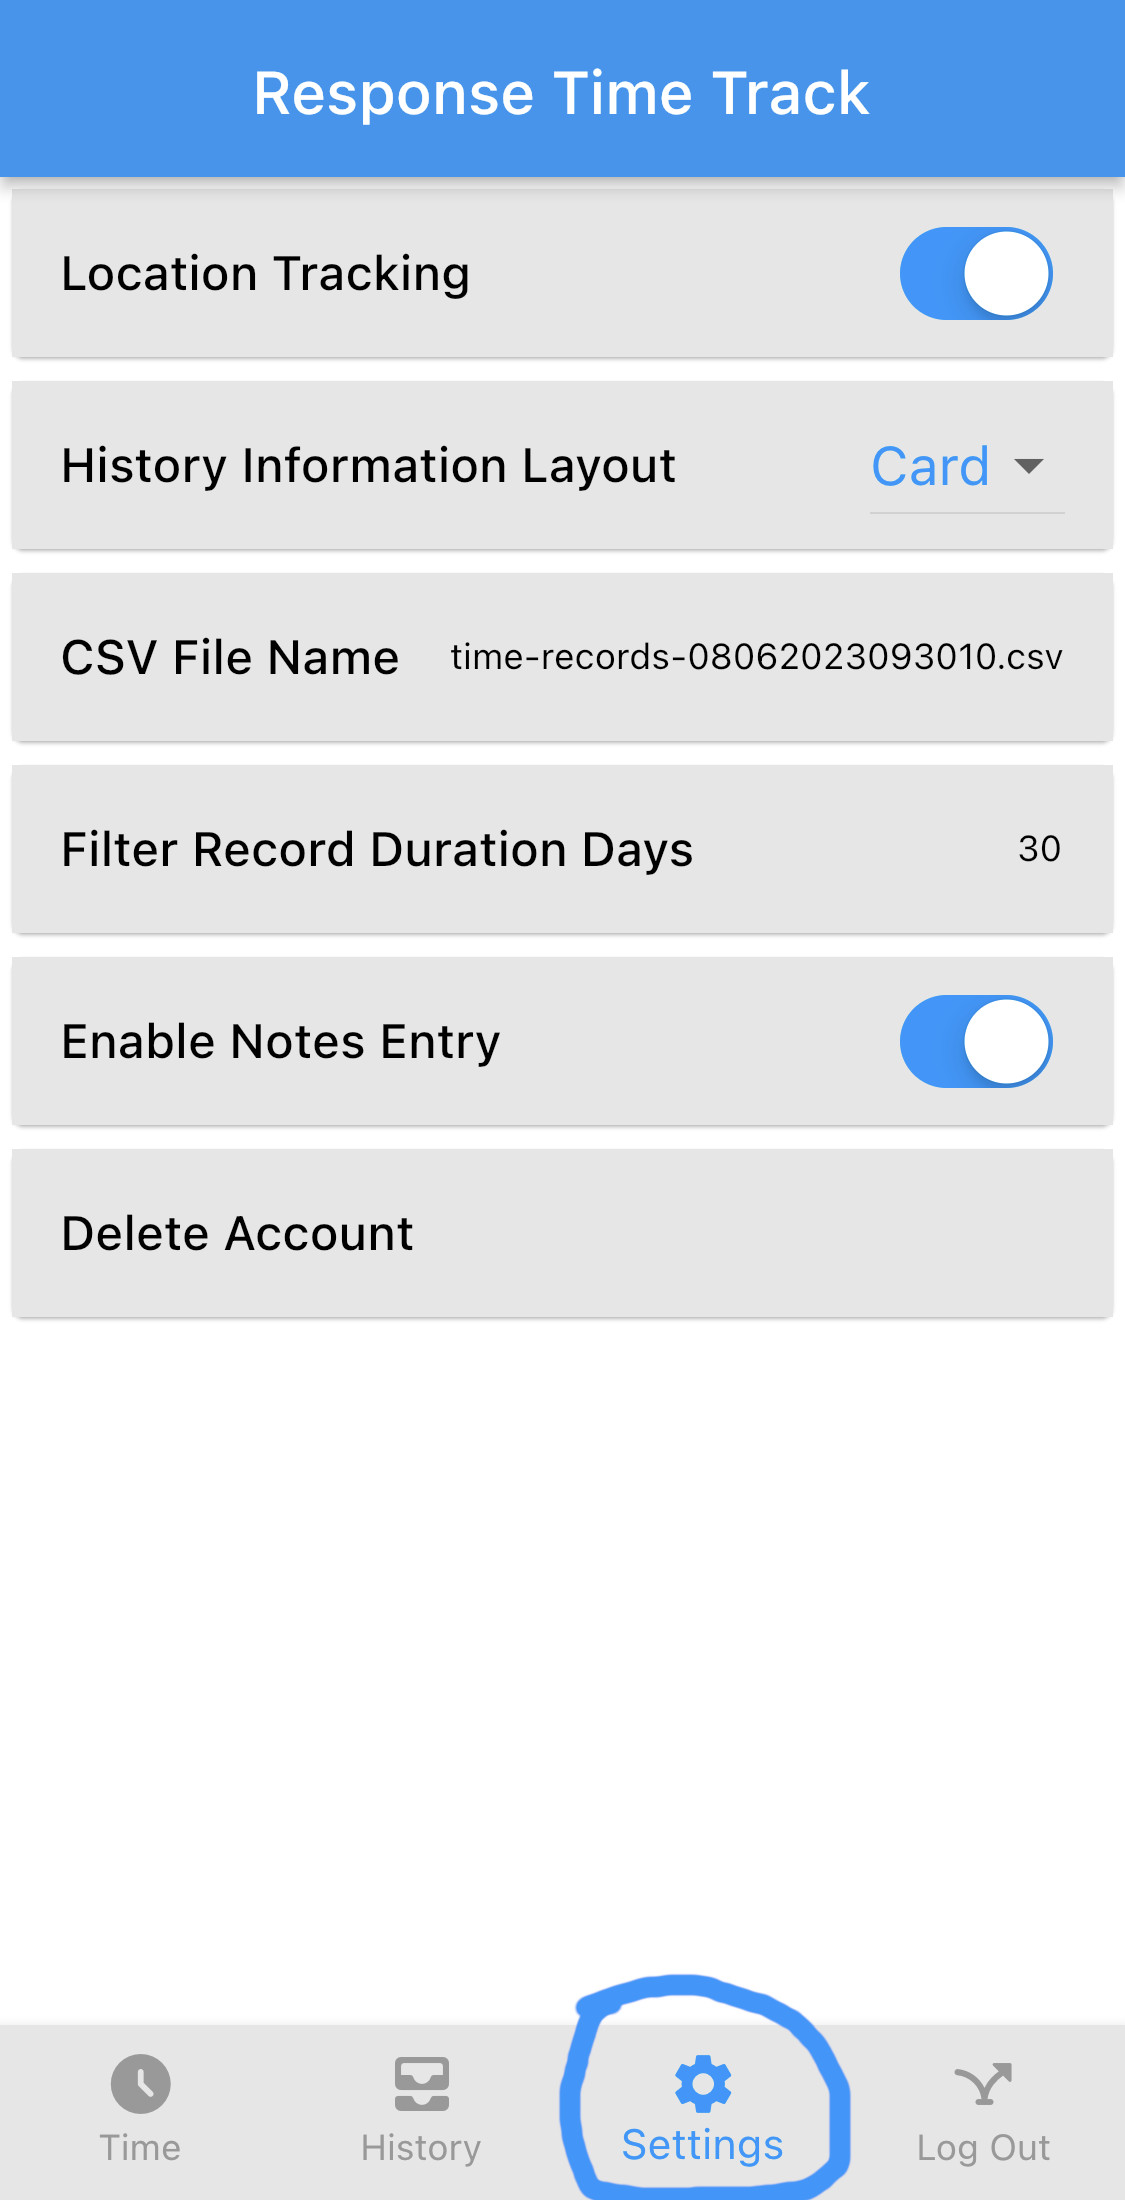 Response Time Track
Location Tracking
History Information Layout Card
CSV File Name time-records-08062023093010.csv
Filter Record Duration Days 30
Enable Notes Entry
Delete Account
Time History Settings Log Out